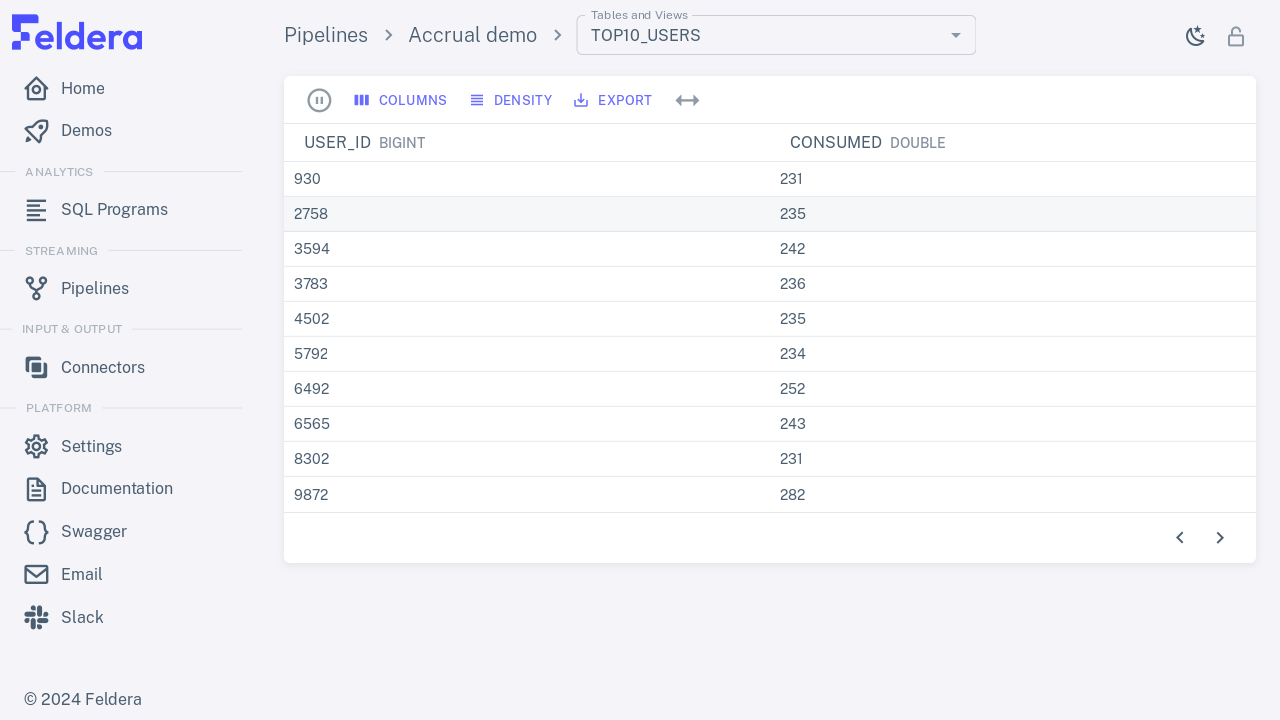 Feldera
Home
Demos
ANALYTICS
SQL Programs
STREAMING
Pipelines
INPUT & OUTPUT
Connectors
PLATFORM
Settings
Documentation
Swagger
Email
Slack
© 2024 Feldera
Pipelines
Accrual demo
Tables and Views
TOP10_USERS
COLUMNS DENSITY EXPORT
USER_ID BIGINT CONSUMED DOUBLE
930 231
2758 235
3594 242
3783 236
4502 235
5792 234
6492 252
6565 243
8302 231
9872 282